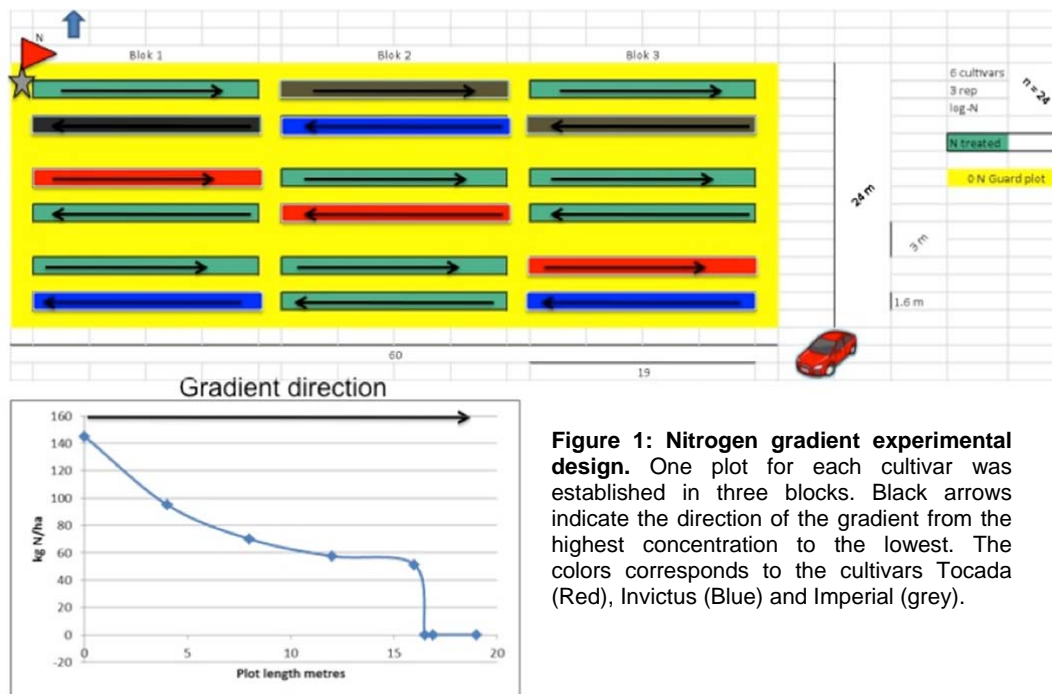 N
Blok 1
Blok 2
Blok 3
6 cultivars
3 rep
log-N
n = 24
N treated
0 N Guard plot
24 m
3 m
1.6 m
60
19
Gradient direction
160
140
120
100
80
60
40
20
0
-20
kg N/ha
0
5
10
15
20
Plot length metres
Figure 1: Nitrogen gradient experimental
design. One plot for each cultivar was
established in three blocks. Black arrows
indicate the direction of the gradient from the
highest concentration to the lowest. The
colors corresponds to the cultivars Tocada
(Red), Invictus (Blue) and Imperial (grey).